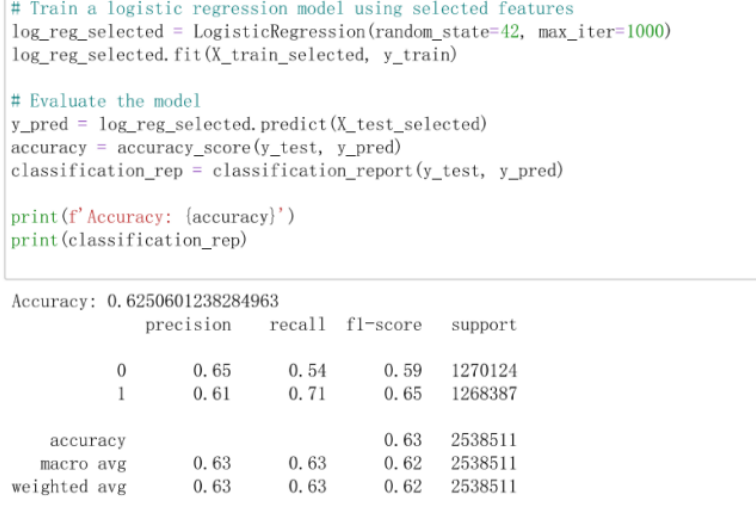 # Train a logistic regression model using selected features
log_reg_selected = LogisticRegression(random_state=42, max_iter=1000)
log_reg_selected.fit(X_train_selected, y_train)
# Evaluate the model
y_pred = log_reg_selected.predict(X_test_selected)
accuracy = accuracy_score(y_test, y_pred)
classification_rep = classification_report(y_test, y_pred)
print(f'Accuracy: {accuracy}')
print(classification_rep)
Accuracy: 0.6250601238284963
precision recall f1-score support
0 0.65 0.54 0.59 1270124
1 0.61 0.71 0.65 1268387
accuracy 0.63 2538511
macro avg 0.63 0.63 0.62 2538511
weighted avg 0.63 0.63 0.62 2538511